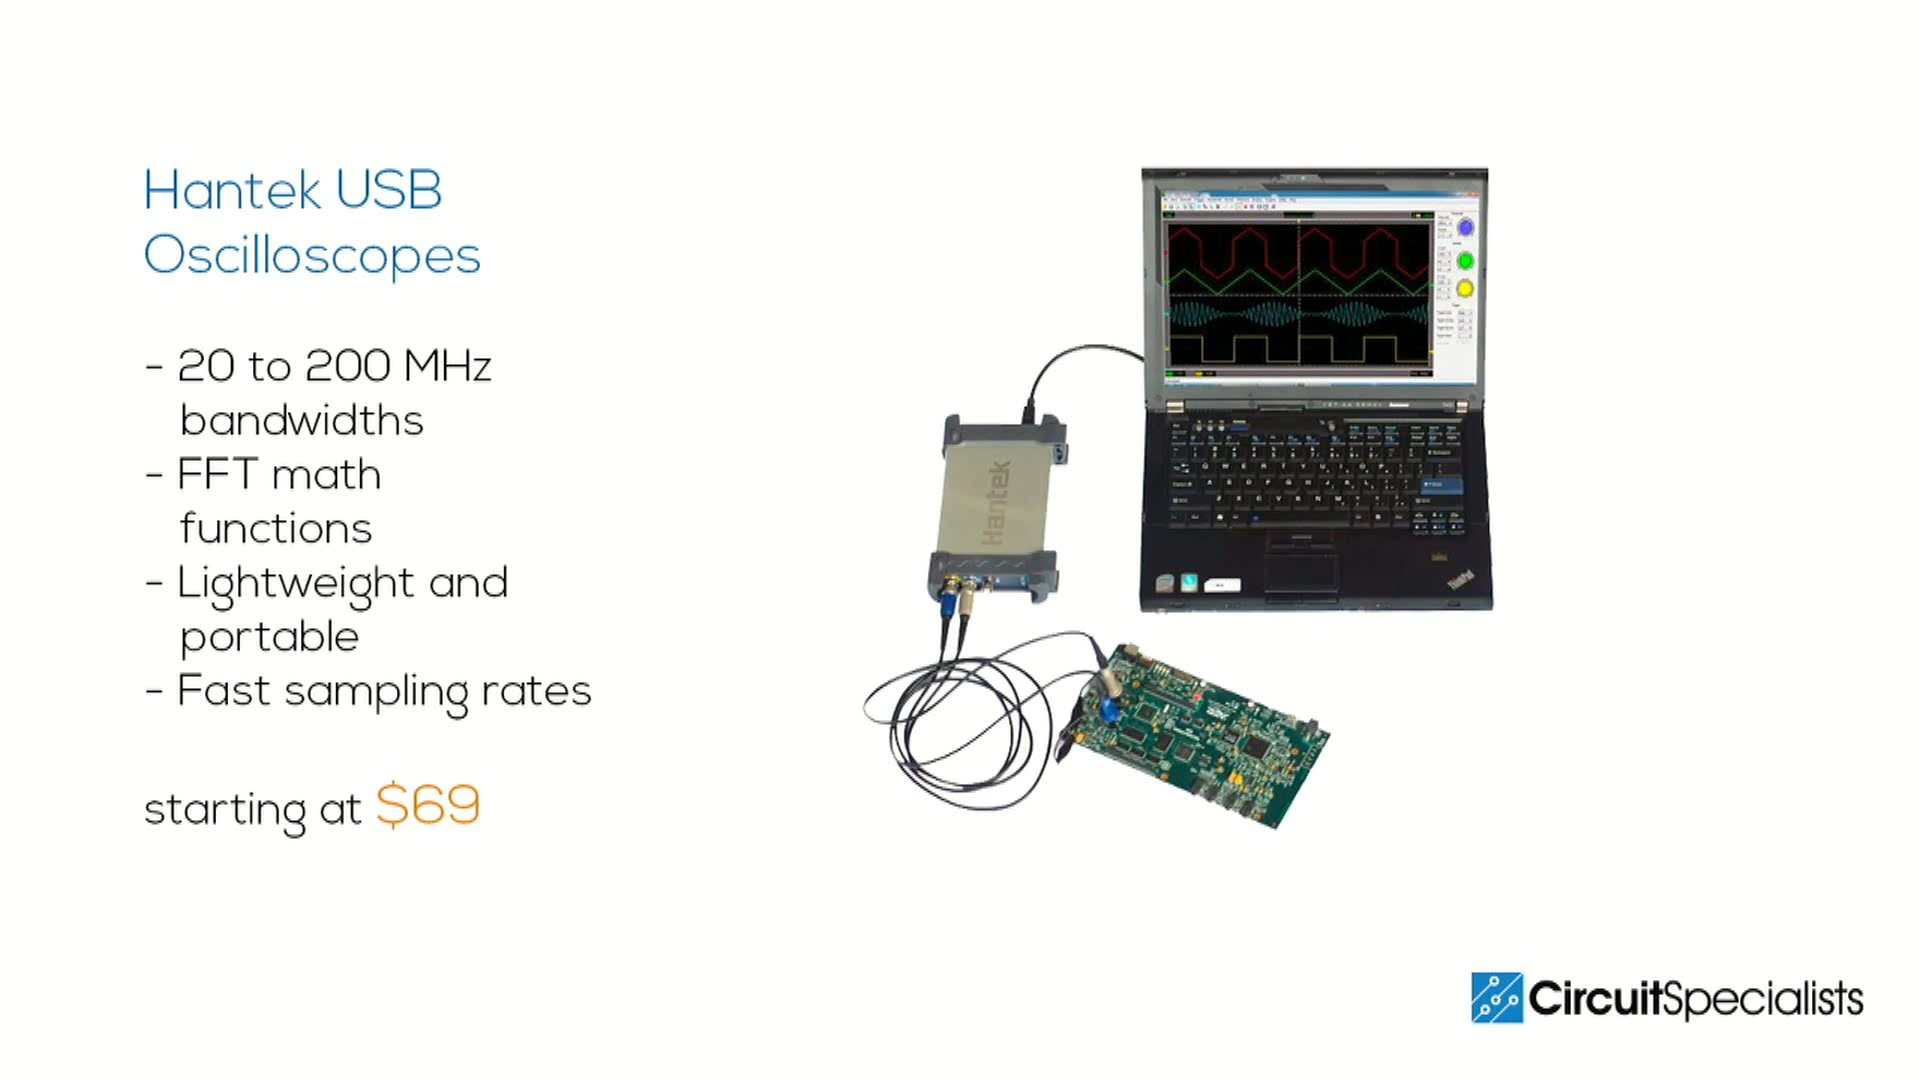 Hantek USB
Oscilloscopes
- 20 to 200 MHz
bandwidths
- FFT math
functions
- Lightweight and
portable
- Fast sampling rates
starting at $69
Hantek
ThinkPad
CircuitSpecialists